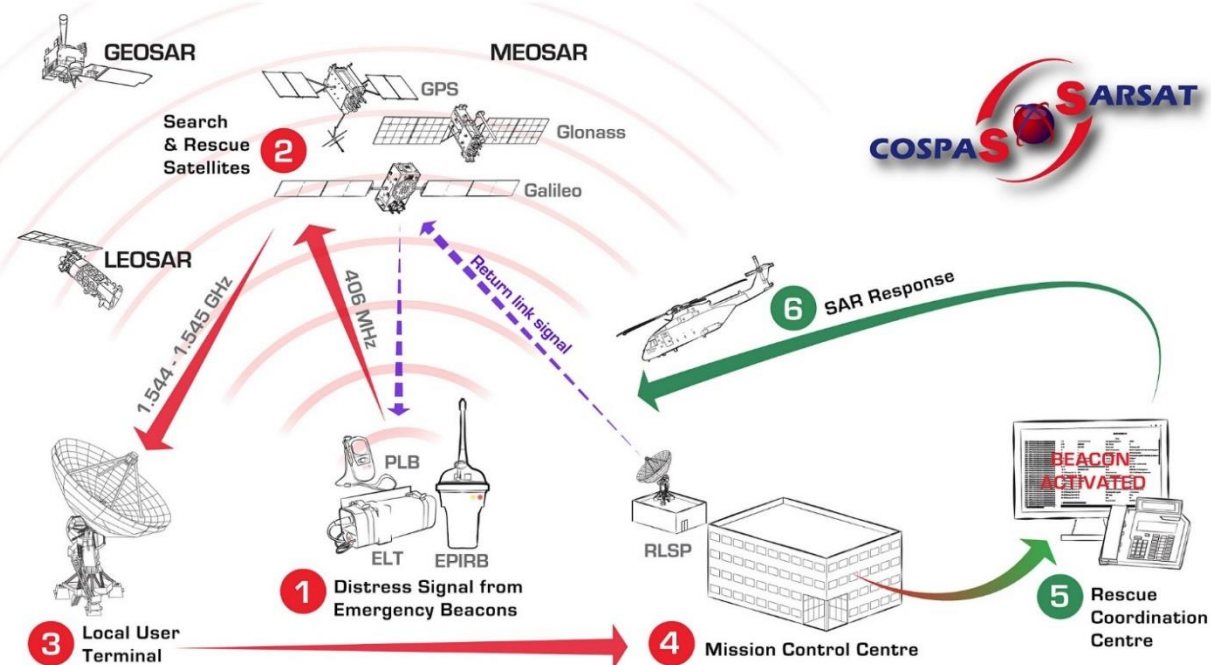 GEOSAR
MEOSAR
GPS
Glonass
Galileo
Search
& Rescue
Satellites
2
LEOSAR
COSPAS SARSAT
1.544 - 1.545 GHz
406 MHz
Return link signal
6 SAR Response
PLB
ELT
EPIRB
RLSP
BEACON
ACTIVATED
1 Distress Signal from
Emergency Beacons
3 Local User
Terminal
4 Mission Control Centre
5 Rescue
Coordination
Centre